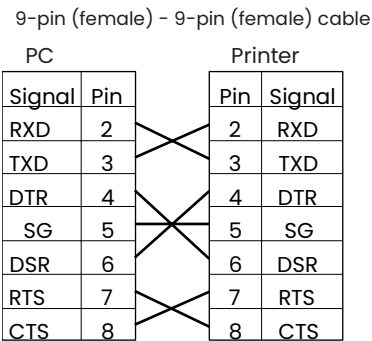 9-pin (female) - 9-pin (female) cable
PC Printer
Signal Pin Pin Signal
RXD 2 2 RXD
TXD 3 3 TXD
DTR 4 4 DTR
SG 5 5 SG
DSR 6 6 DSR
RTS 7 7 RTS
CTS 8 8 CTS